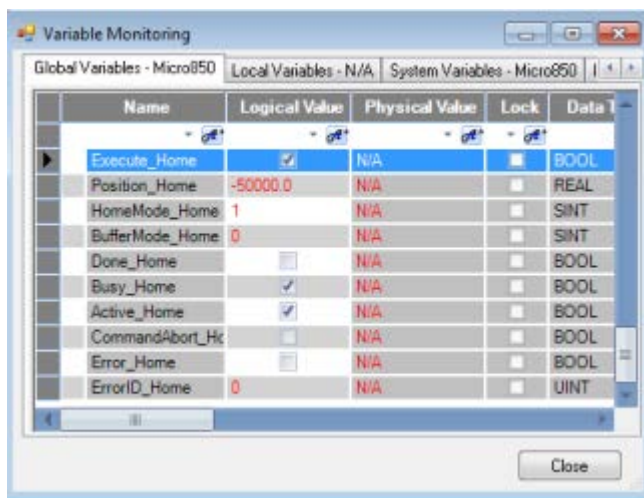 Variable Monitoring
Global Variables - Micro850 Local Variables - N/A System Variables - Micro850
Name Logical Value Physical Value Lock Data T
Execute_Home N/A BOOL
Position_Home -50000.0 N/A REAL
HomeMode_Home 1 N/A SINT
BufferMode_Home 0 N/A SINT
Done_Home N/A BOOL
Busy_Home N/A BOOL
Active_Home N/A BOOL
CommandAbort_Hc N/A BOOL
Error_Home N/A BOOL
ErrorID_Home 0 N/A UINT
Close